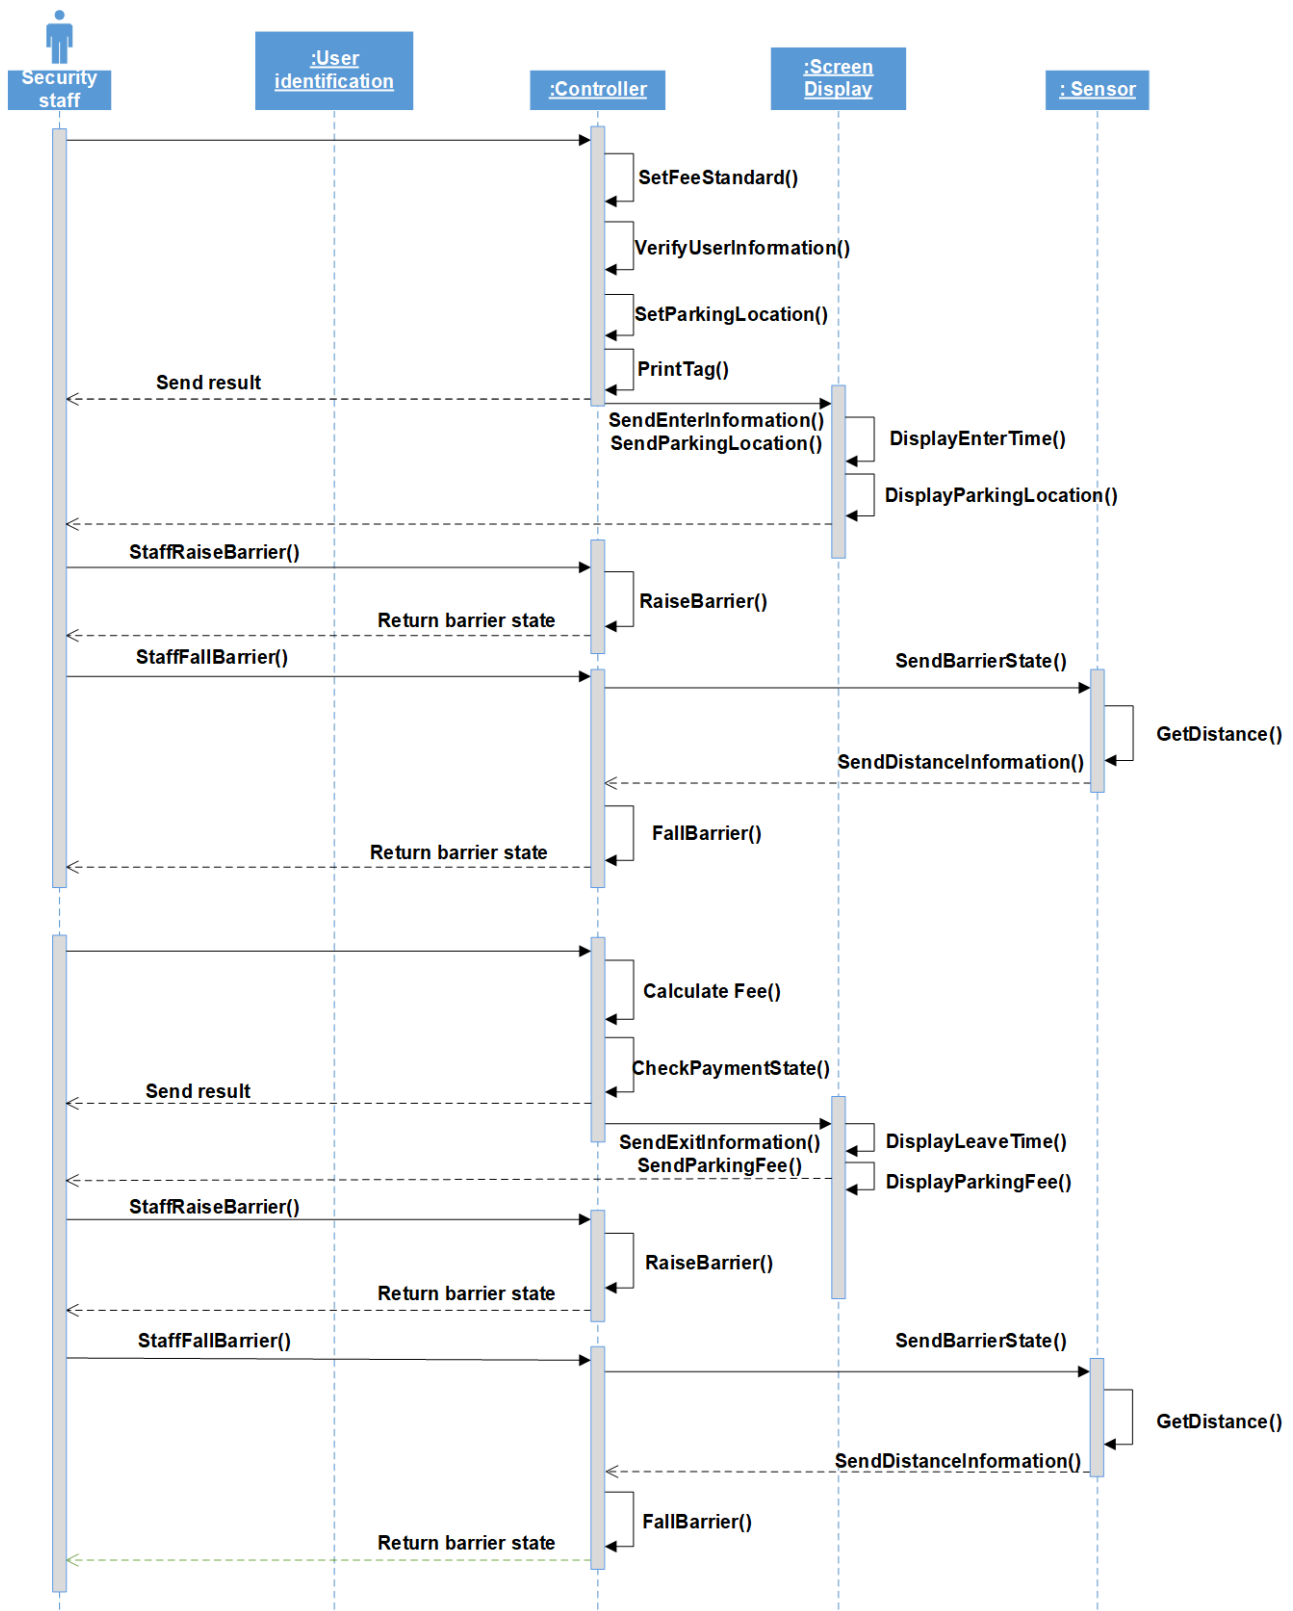 Security
staff
:User
identification
:Controller
:Screen
Display
: Sensor
SetFeeStandard()
VerifyUserInformation()
SetParkingLocation()
PrintTag()
Send result
SendEnterInformation()
SendParkingLocation()
DisplayEnterTime()
DisplayParkingLocation()
StaffRaiseBarrier()
RaiseBarrier()
Return barrier state
StaffFallBarrier()
SendBarrierState()
GetDistance()
SendDistanceInformation()
FallBarrier()
Return barrier state
Calculate Fee()
CheckPaymentState()
Send result
SendExitInformation()
SendParkingFee()
DisplayLeaveTime()
DisplayParkingFee()
StaffRaiseBarrier()
RaiseBarrier()
Return barrier state
StaffFallBarrier()
SendBarrierState()
GetDistance()
SendDistanceInformation()
FallBarrier()
Return barrier state